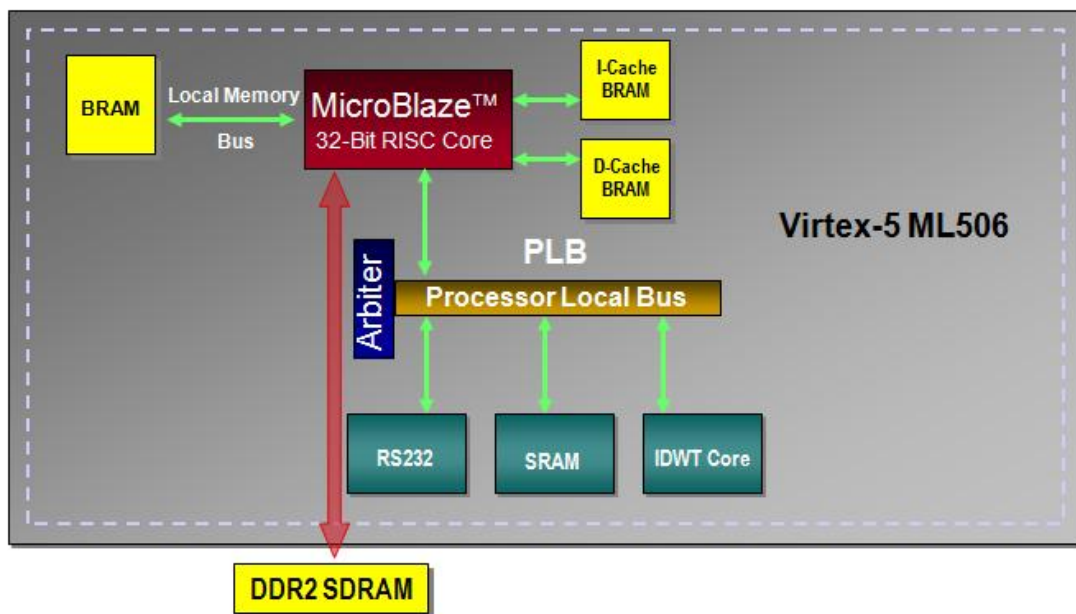 BRAM
Local Memory
Bus
MicroBlaze™
32-Bit RISC Core
I-Cache
BRAM
D-Cache
BRAM
Virtex-5 ML506
PLB
Arbiter
Processor Local Bus
RS232
SRAM
IDWT Core
DDR2 SDRAM